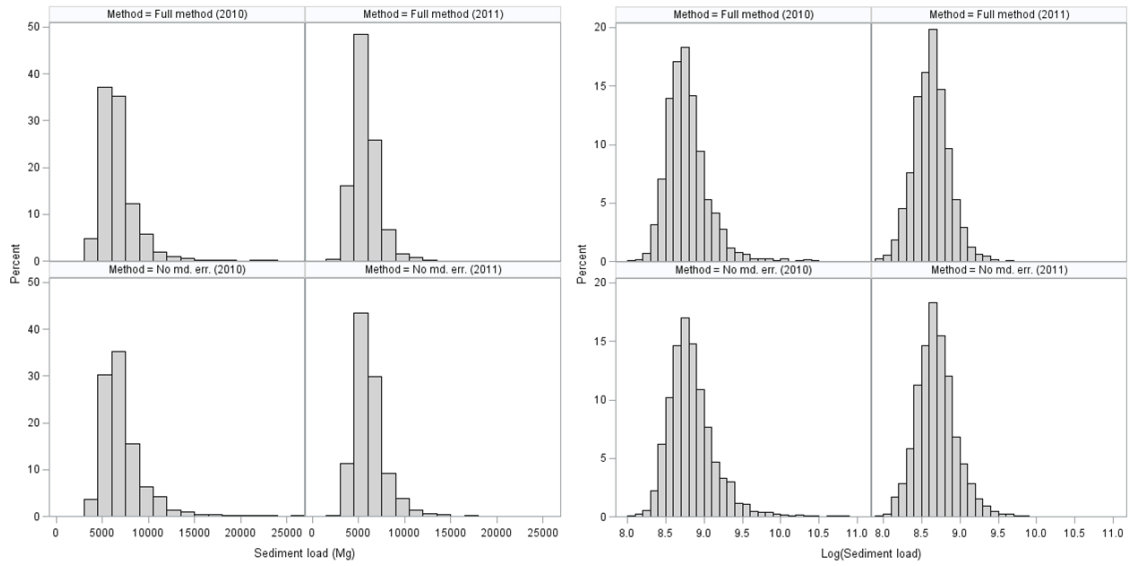 Method = Full method (2010)
Method = Full method (2011)
50
40
30
20
10
0
Method = No md. err. (2010)
Method = No md. err. (2011)
50
40
30
20
10
0
Percent
0 5000 10000 15000 20000 25000 0 5000 10000 15000 20000 25000
Sediment load (Mg)
Method = Full method (2010)
Method = Full method (2011)
20
15
10
5
0
Method = No md. err. (2010)
Method = No md. err. (2011)
20
15
10
5
0
Percent
8.0 8.5 9.0 9.5 10.0 10.5 11.0 8.0 8.5 9.0 9.5 10.0 10.5 11.0
Log(Sediment load)